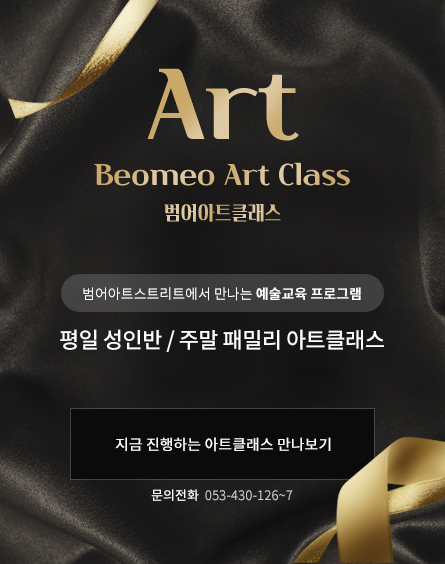 Art
Beomeo Art Class
범어아트클래스
범어아트스트리트에서 만나는 예술교육 프로그램
평일 성인반 / 주말 패밀리 아트클래스
지금 진행하는 아트클래스 만나보기
문의전화 053-430-126~7